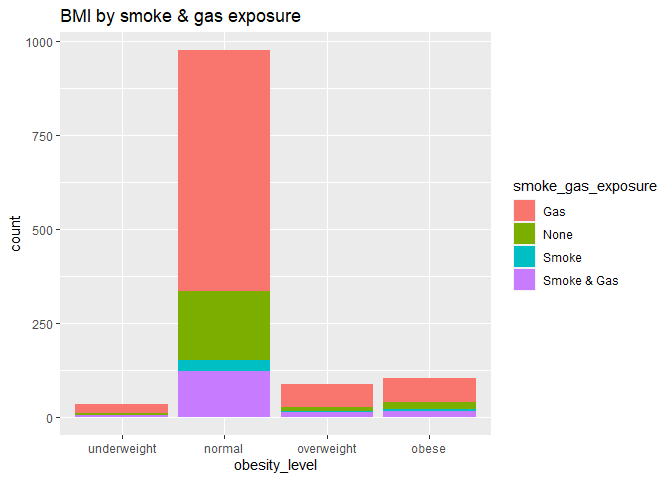 BMI by smoke & gas exposure
1000
750
500
250
0
count
underweight normal overweight obese
obesity_level
smoke_gas_exposure
Gas
None
Smoke
Smoke & Gas